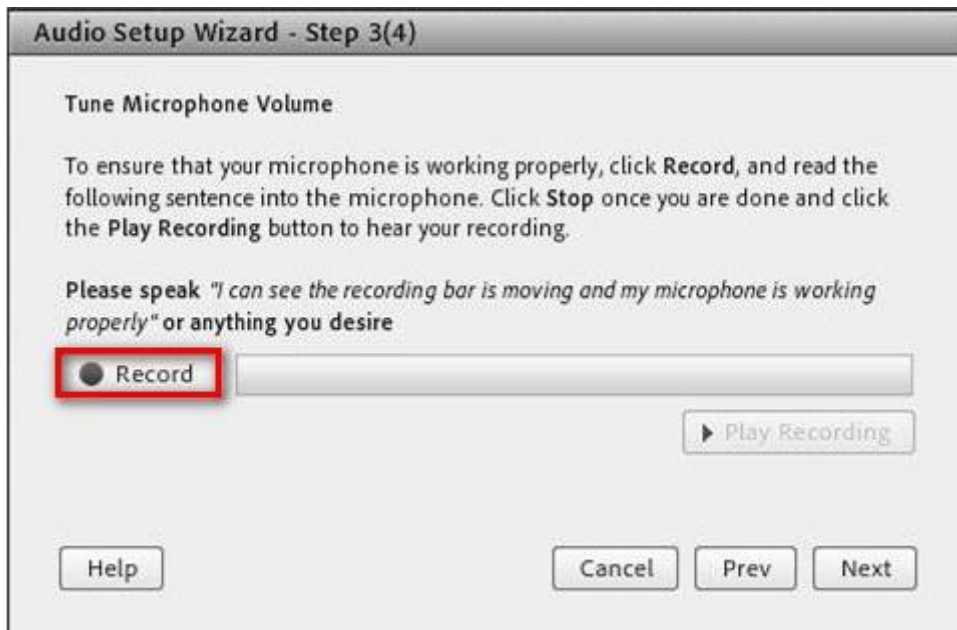 Audio Setup Wizard - Step 3(4)
Tune Microphone Volume
To ensure that your microphone is working properly, click Record, and read the
following sentence into the microphone. Click Stop once you are done and click
the Play Recording button to hear your recording.
Please speak "I can see the recording bar is moving and my microphone is working
properly" or anything you desire
Record
Play Recording
Help Cancel Prev Next